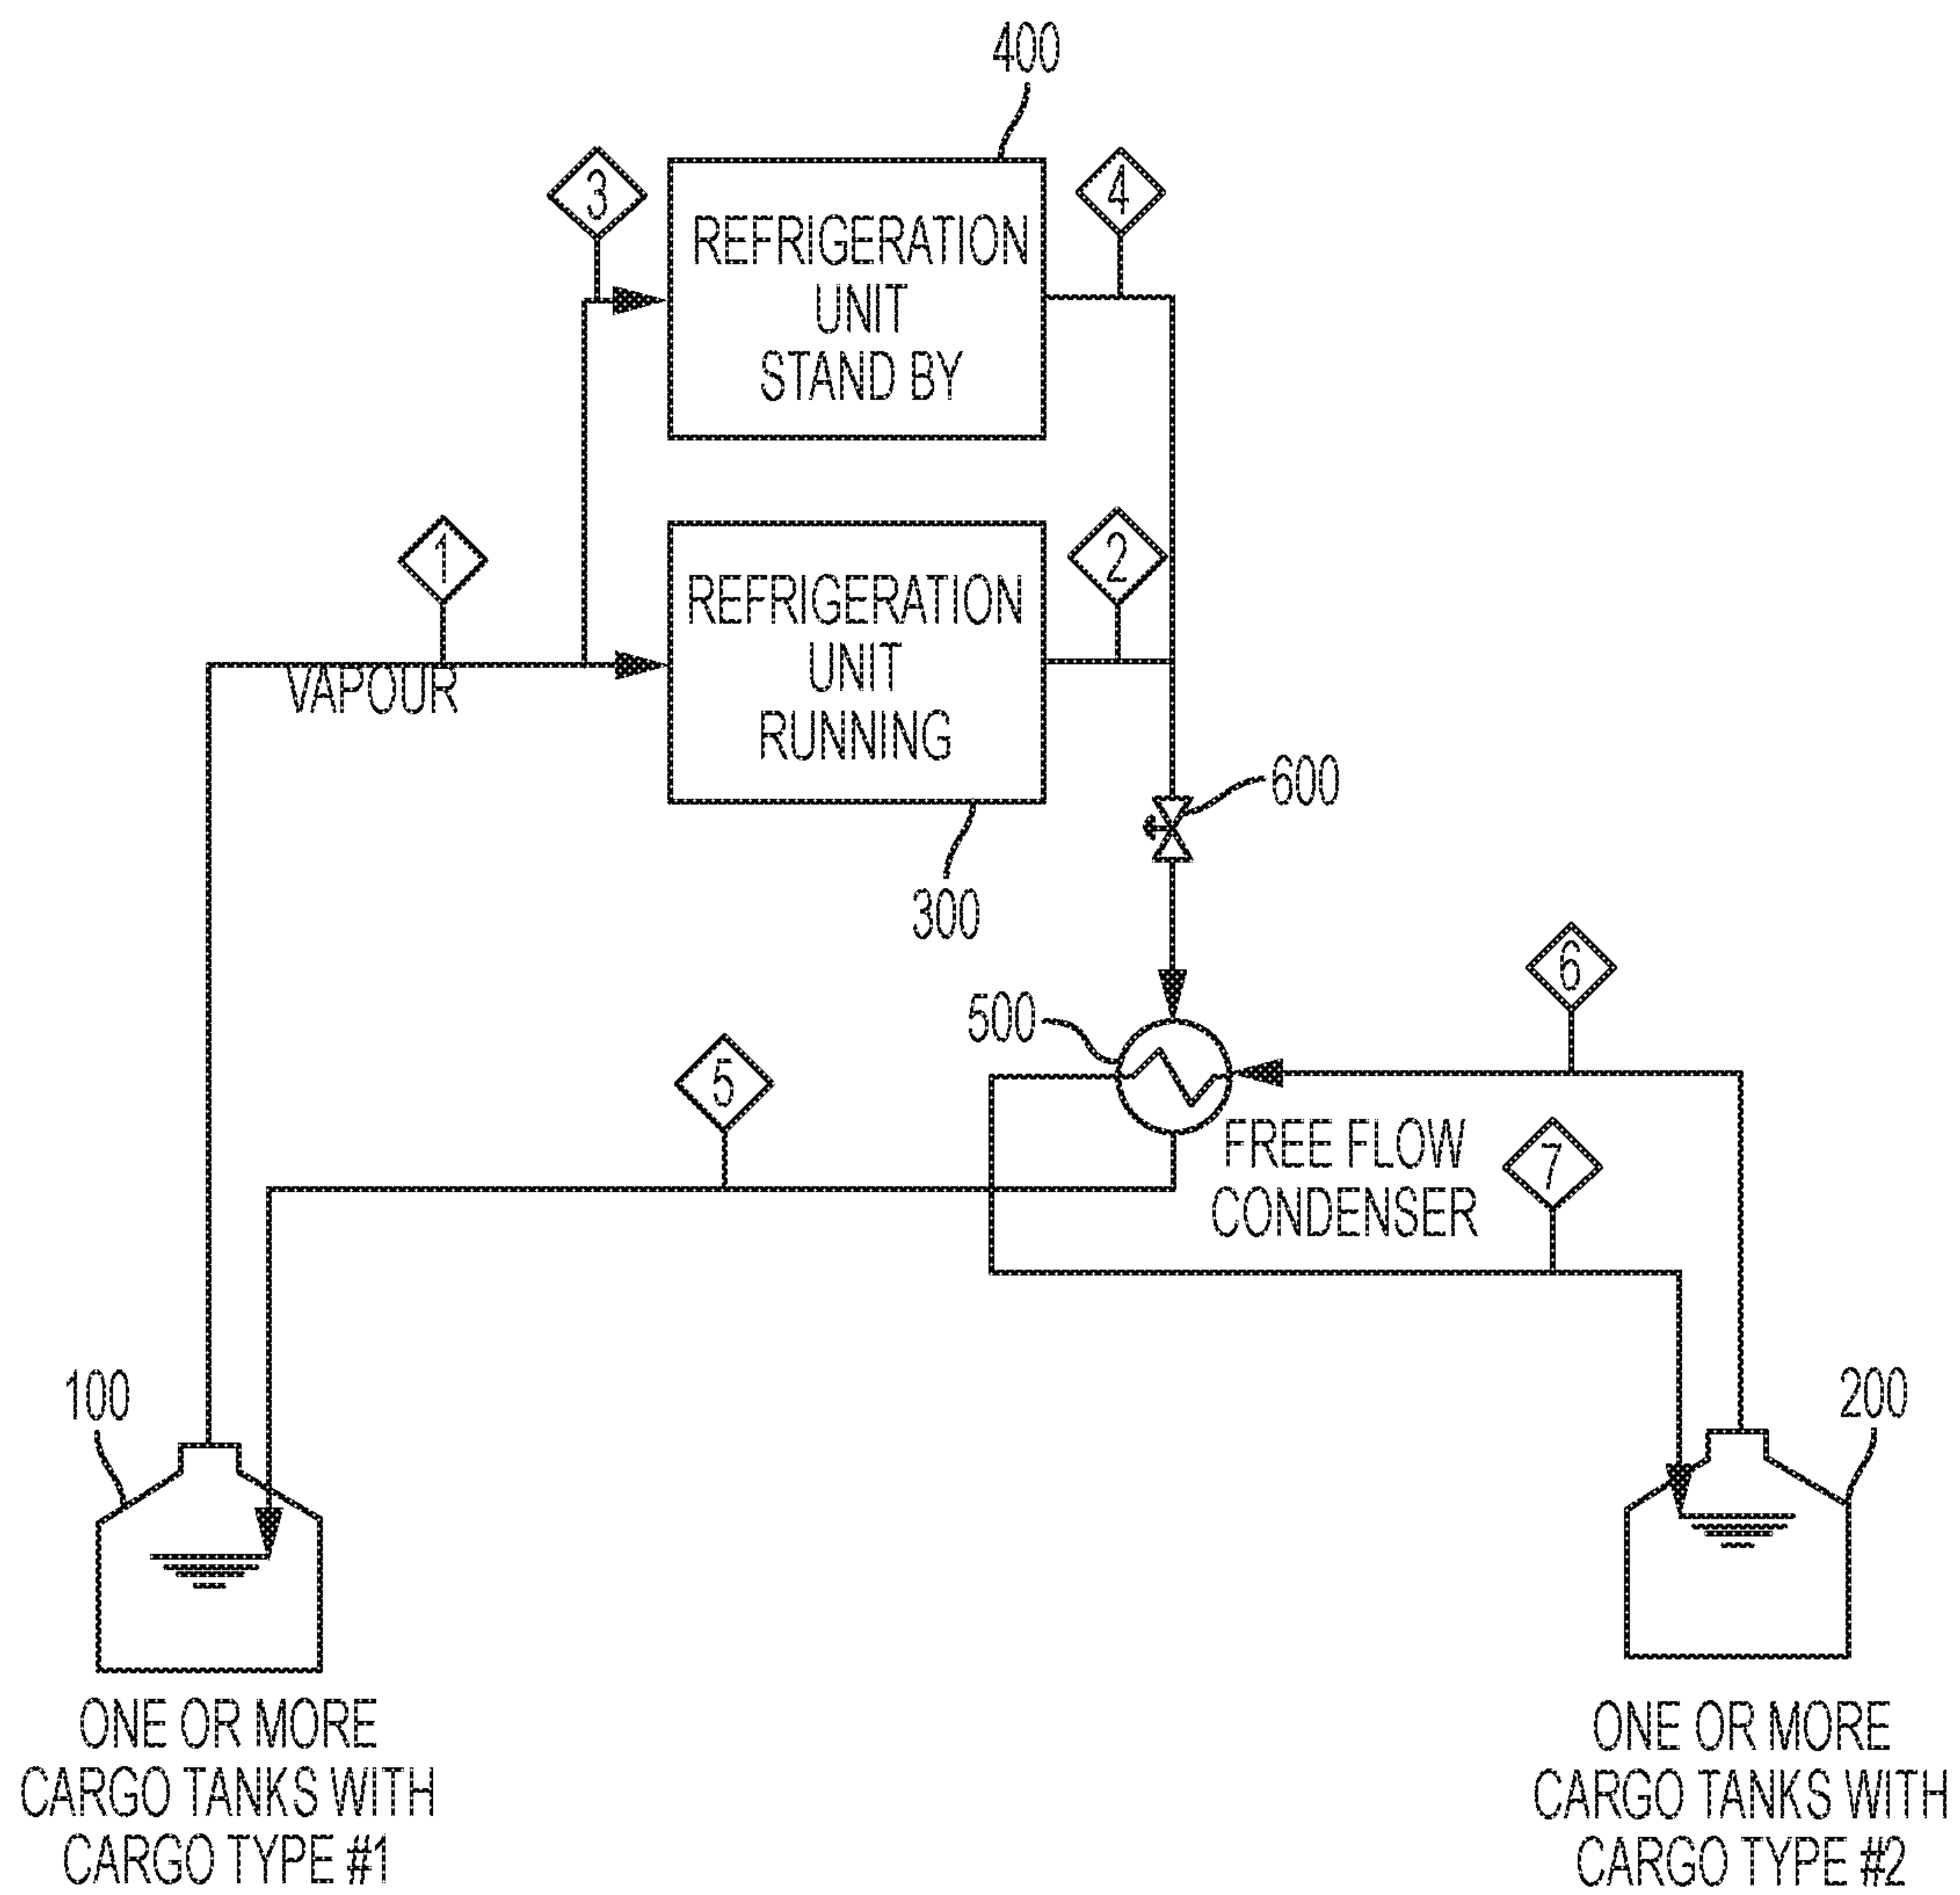 400
3
4
REFRIGERATION
UNIT
STAND BY
1
2
VAPOUR
REFRIGERATION
UNIT
RUNNING
600
300
6
500
5
FREE FLOW
CONDENSER
7
100
200
ONE OR MORE
CARGO TANKS WITH
CARGO TYPE #1
ONE OR MORE
CARGO TANKS WITH
CARGO TYPE #2